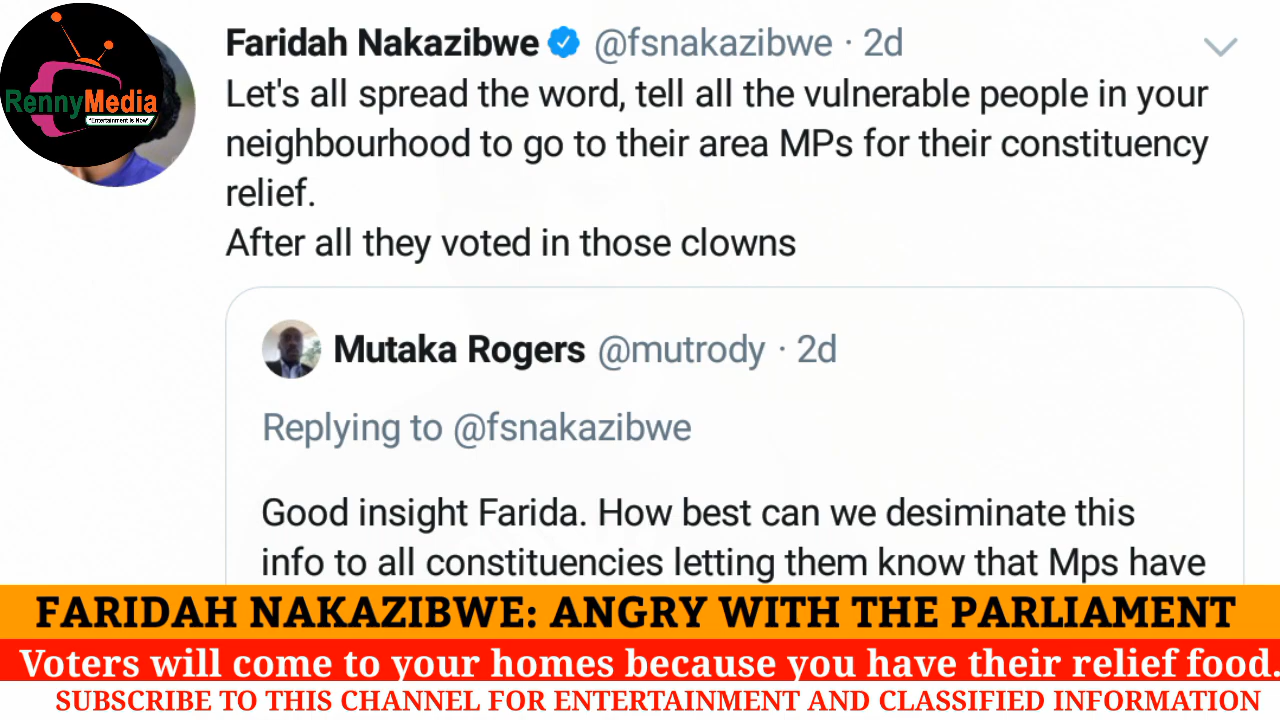 RennyMedia
"Entertainment is Now"
Faridah Nakazibwe @fsnakazibwe · 2d
Let's all spread the word, tell all the vulnerable people in your
neighbourhood to go to their area MPs for their constituency
relief.
After all they voted in those clowns
Mutaka Rogers @mutrody · 2d
Replying to @fsnakazibwe
Good insight Farida. How best can we desiminate this
info to all constituencies letting them know that Mps have
FARIDAH NAKAZIBWE: ANGRY WITH THE PARLIAMENT
Voters will come to your homes because you have their relief food.
SUBSCRIBE TO THIS CHANNEL FOR ENTERTAINMENT AND CLASSIFIED INFORMATION